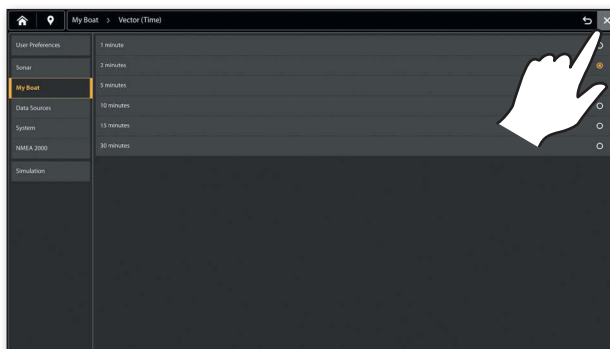 My Boat > Vector (Time)
User Preferences
Sonar
My Boat
Data Sources
System
NMEA 2000
Simulation
1 minute
2 minutes
5 minutes
10 minutes
15 minutes
30 minutes